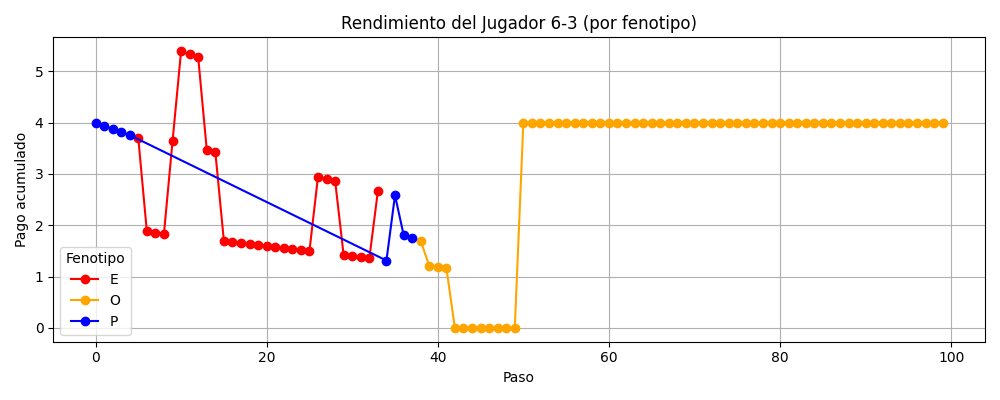 Rendimiento del Jugador 6-3 (por fenotipo)
Pago acumulado
5
4
3
2
1
0
Fenotipo
E
O
P
0 20 40 60 80 100
Paso